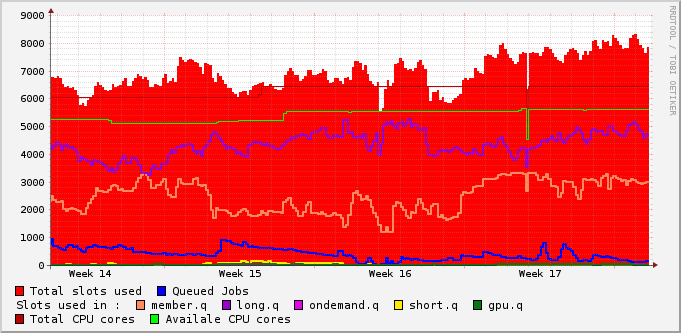 9000
8000
7000
6000
5000
4000
3000
2000
1000
0
Week 14 Week 15 Week 16 Week 17
RRDTOOL / TOBI OETIKER
Total slots used Queued Jobs
Slots used in : member.q long.q ondemand.q short.q gpu.q
Total CPU cores Availale CPU cores